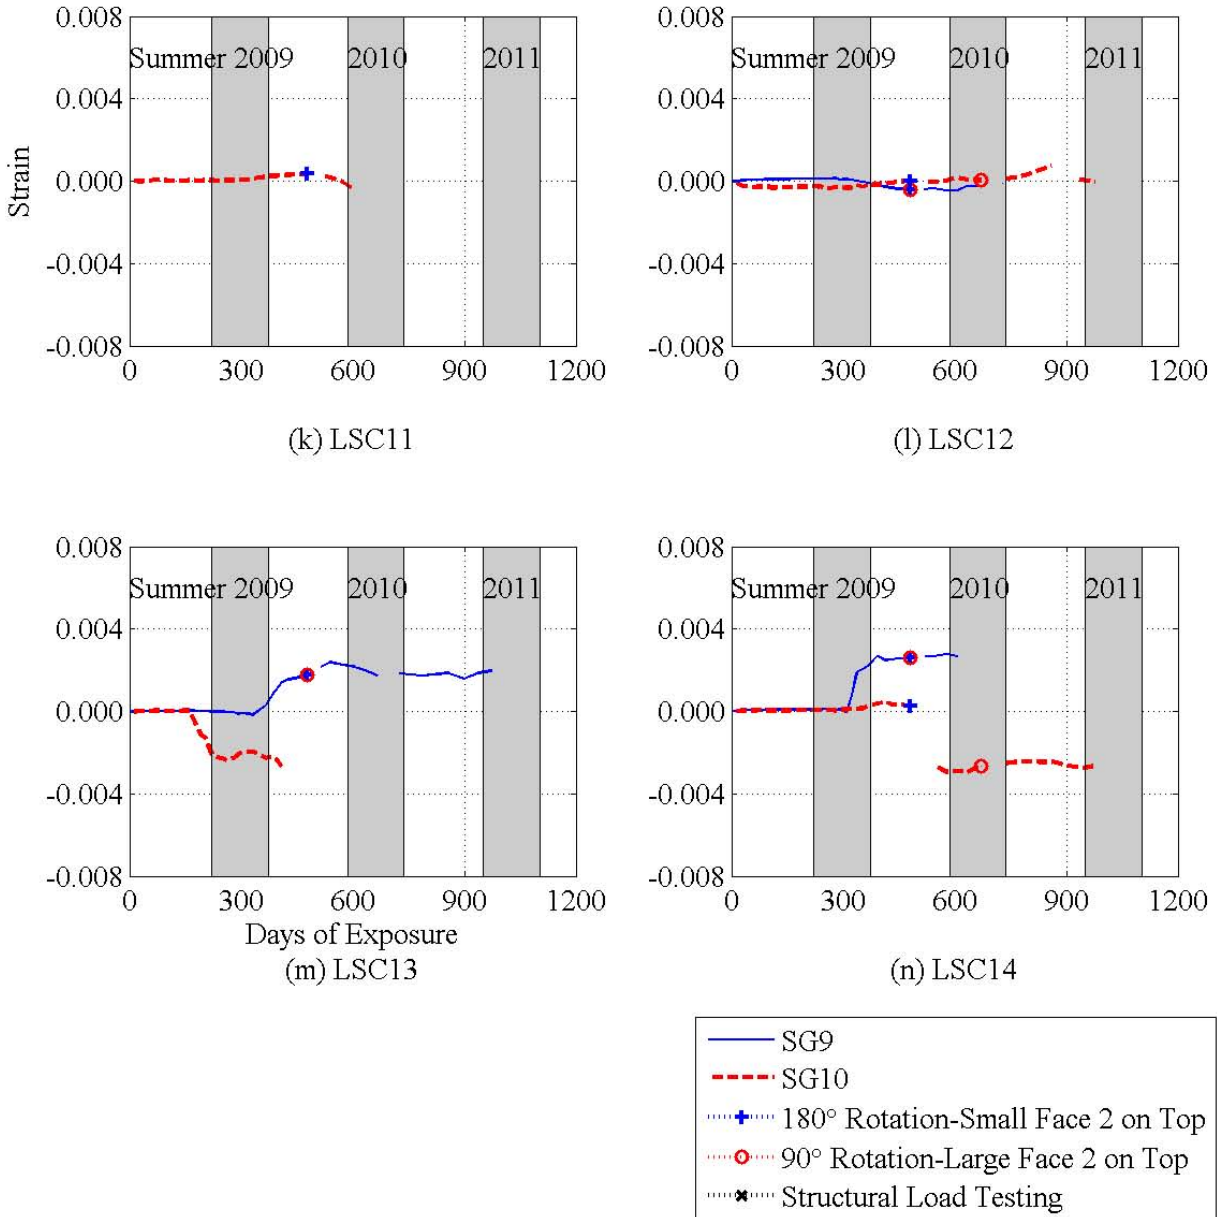 0.008
Summer 2009 2010 2011
0.004
Strain
0.000
-0.004
-0.008
0 300 600 900 1200
(k) LSC11
0.008
Summer 2009 2010 2011
0.004
0.000
-0.004
-0.008
0 300 600 900 1200
(l) LSC12
0.008
Summer 2009 2010 2011
0.004
0.000
-0.004
-0.008
0 300 600 900 1200
Days of Exposure
(m) LSC13
0.008
Summer 2009 2010 2011
0.004
0.000
-0.004
-0.008
0 300 600 900 1200
(n) LSC14
SG9
SG10
180° Rotation-Small Face 2 on Top
90° Rotation-Large Face 2 on Top
Structural Load Testing